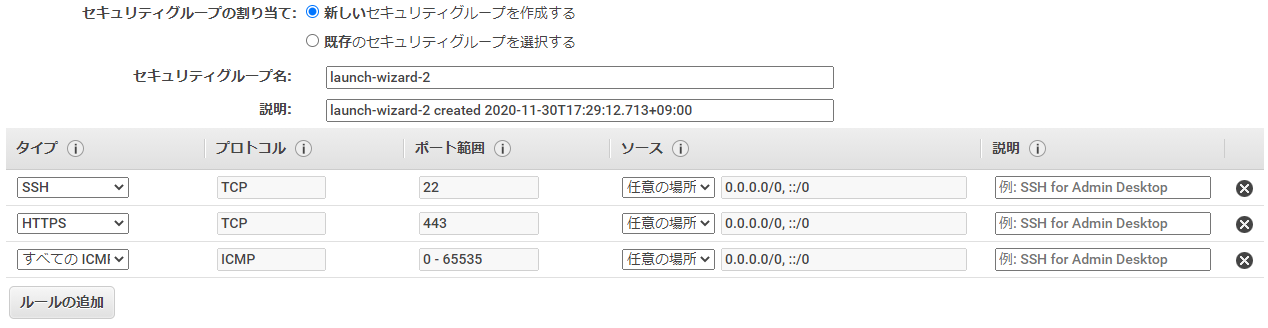 セキュリティグループの割り当て: 新しいセキュリティグループを作成する
既存のセキュリティグループを選択する
セキュリティグループ名: launch-wizard-2
説明: launch-wizard-2 created 2020-11-30T17:29:12.713+09:00
タイプ i プロトコル i ポート範囲 i ソース i 説明 i
SSH TCP 22 任意の場所 0.0.0.0/0, ::/0 例: SSH for Admin Desktop
HTTPS TCP 443 任意の場所 0.0.0.0/0, ::/0 例: SSH for Admin Desktop
すべての ICM ICMP 0 - 65535 任意の場所 0.0.0.0/0, ::/0 例: SSH for Admin Desktop
ルールの追加